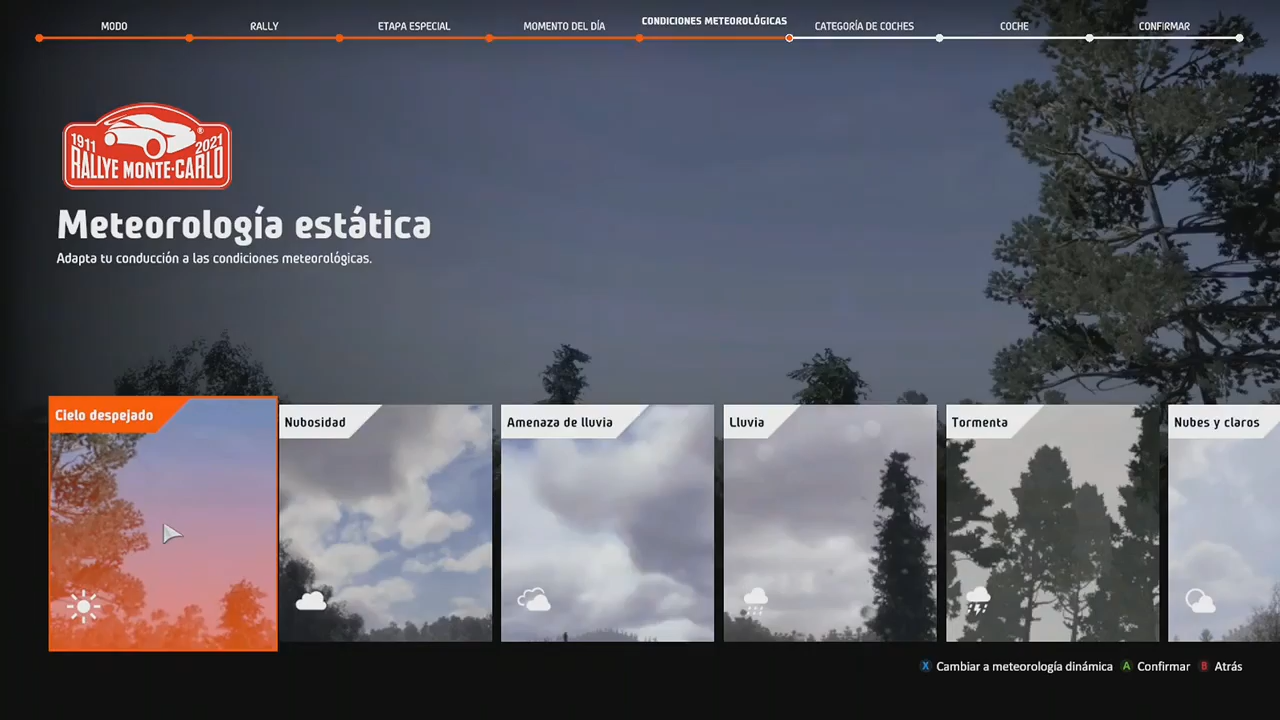 MODO
RALLY
ETAPA ESPECIAL
MOMENTO DEL DÍA
CONDICIONES METEOROLÓGICAS
CATEGORÍA DE COCHES
COCHE
CONFIRMAR
1911 2021
RALLYE MONTE-CARLO
Meteorología estática
Adapta tu conducción a las condiciones meteorológicas.
Cielo despejado
Nubosidad
Amenaza de lluvia
Lluvia
Tormenta
Nubes y claros
X Cambiar a meteorología dinámica A Confirmar B Atrás